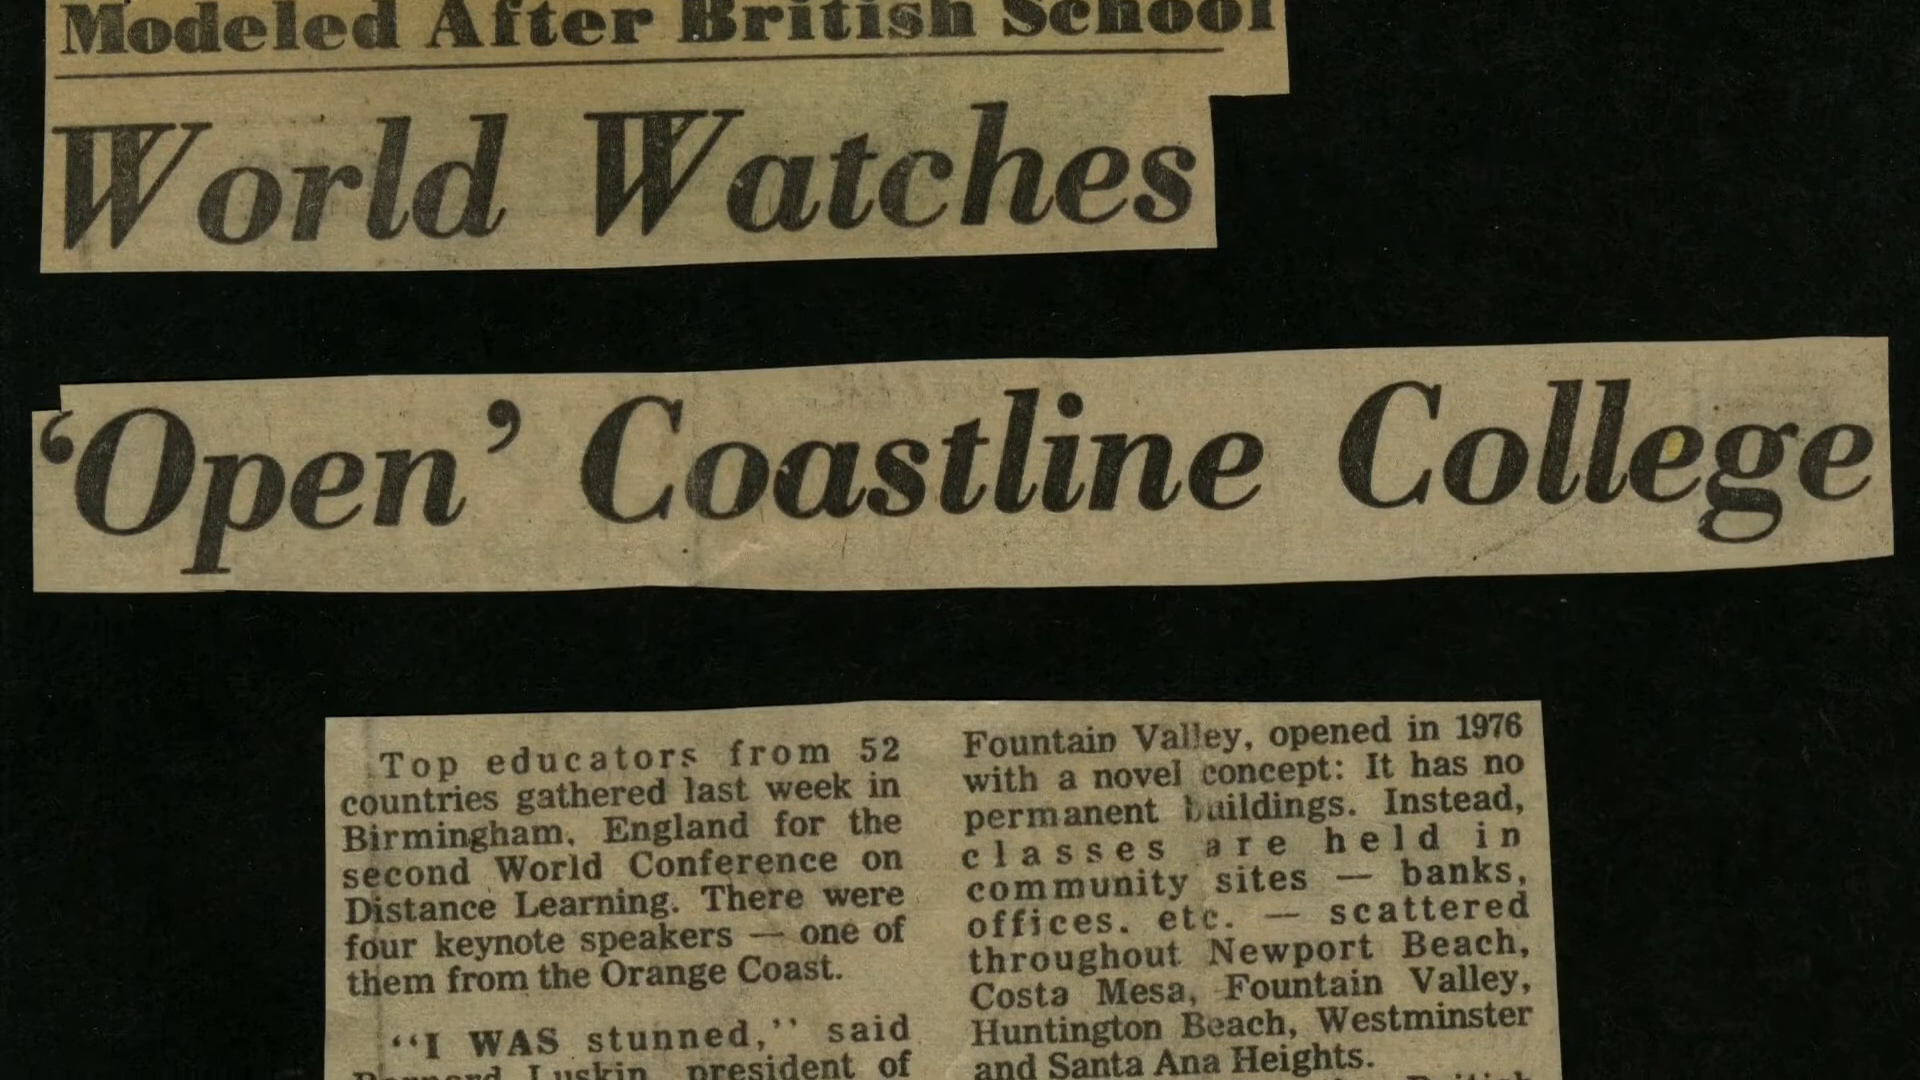 Modeled After British School
World Watches
‘Open’ Coastline College
Top educators from 52
countries gathered last week in
Birmingham, England for the
second World Conference on
Distance Learning. There were
four keynote speakers — one of
them from the Orange Coast.
“I WAS stunned,” said
Bernard Luskin, president of
Fountain Valley, opened in 1976
with a novel concept: It has no
permanent buildings. Instead,
classes are held in
community sites — banks,
offices. etc. — scattered
throughout Newport Beach,
Costa Mesa, Fountain Valley,
Huntington Beach, Westminster
and Santa Ana Heights.